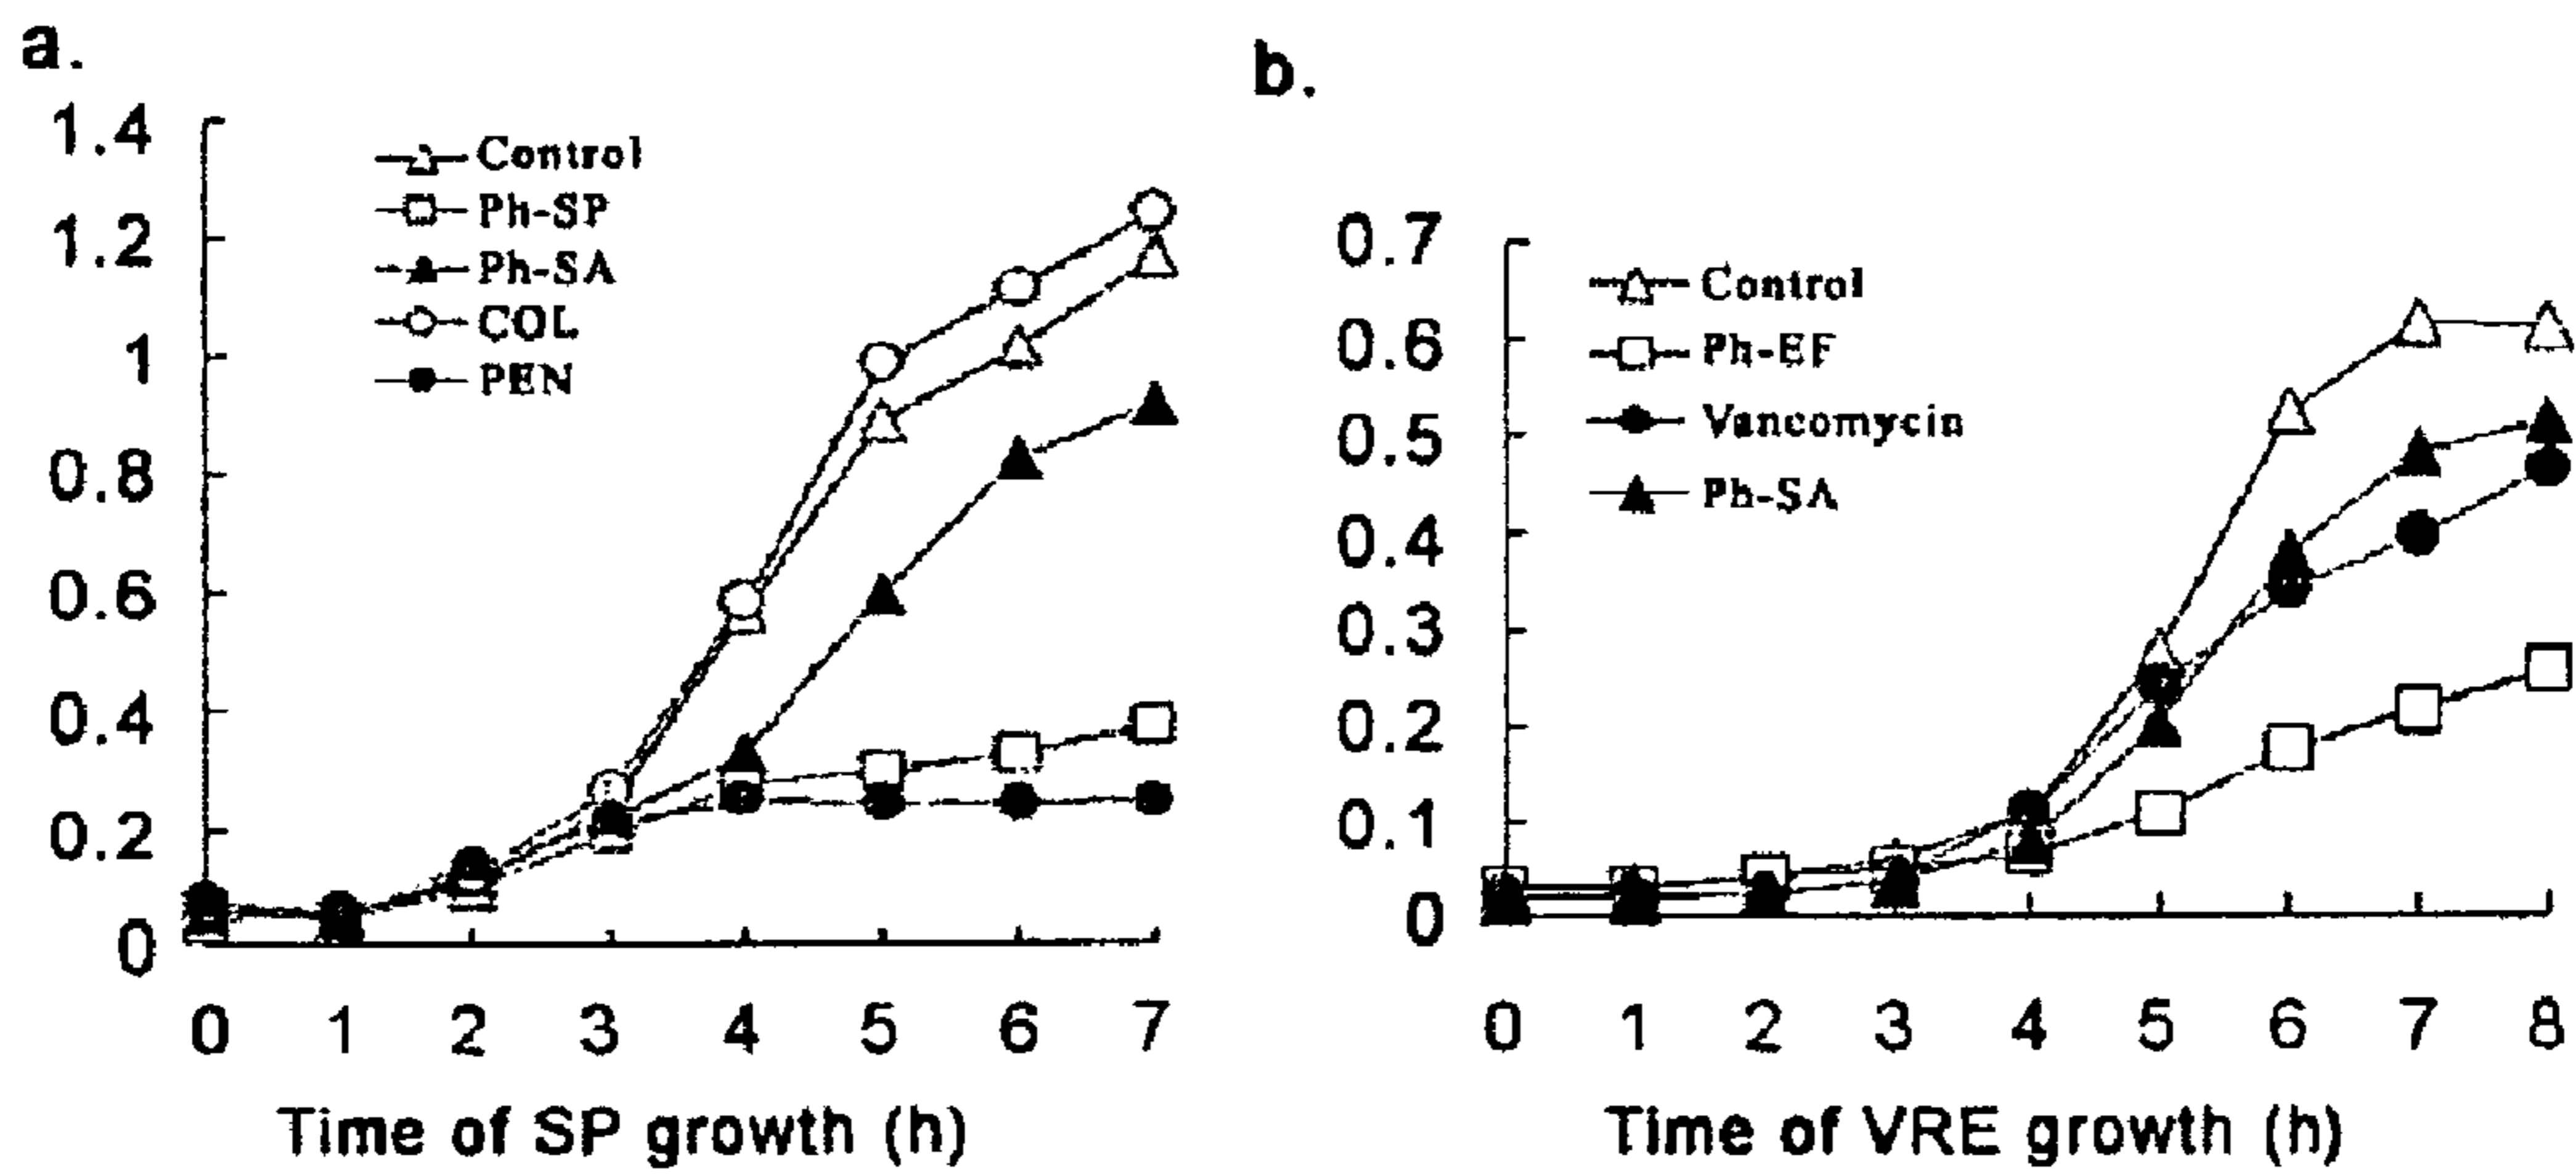 a.
1.4
1.2
1
0.8
0.6
0.4
0.2
0
Control
Ph-SP
Ph-SA
COL
PEN
0 1 2 3 4 5 6 7
Time of SP growth (h)
b.
0.7
0.6
0.5
0.4
0.3
0.2
0.1
0
Control
Ph-EF
Vancomycin
Ph-SA
0 1 2 3 4 5 6 7 8
Time of VRE growth (h)